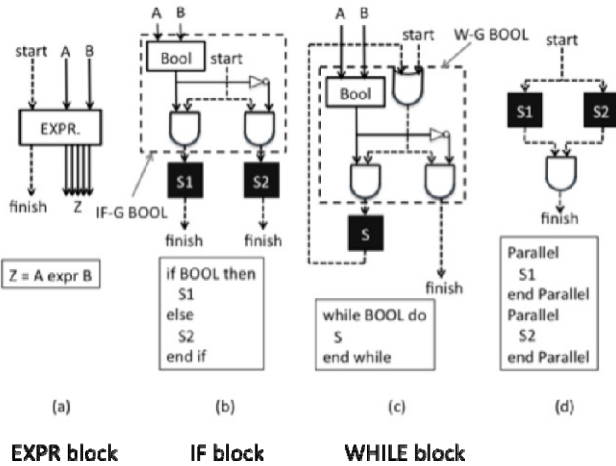 A B
start A B
EXPR.
finish Z
Z = A expr B
(a)
A B
Bool
start
IF-G BOOL
S1 S2
finish finish
if BOOL then
S1
else
S2
end if
(b)
A B
W-G BOOL
start
Bool
S
finish
while BOOL do
S
end while
(c)
start
S1 S2
finish
Parallel
S1
end Parallel
Parallel
S2
end Parallel
(d)
EXPR block IF block WHILE block